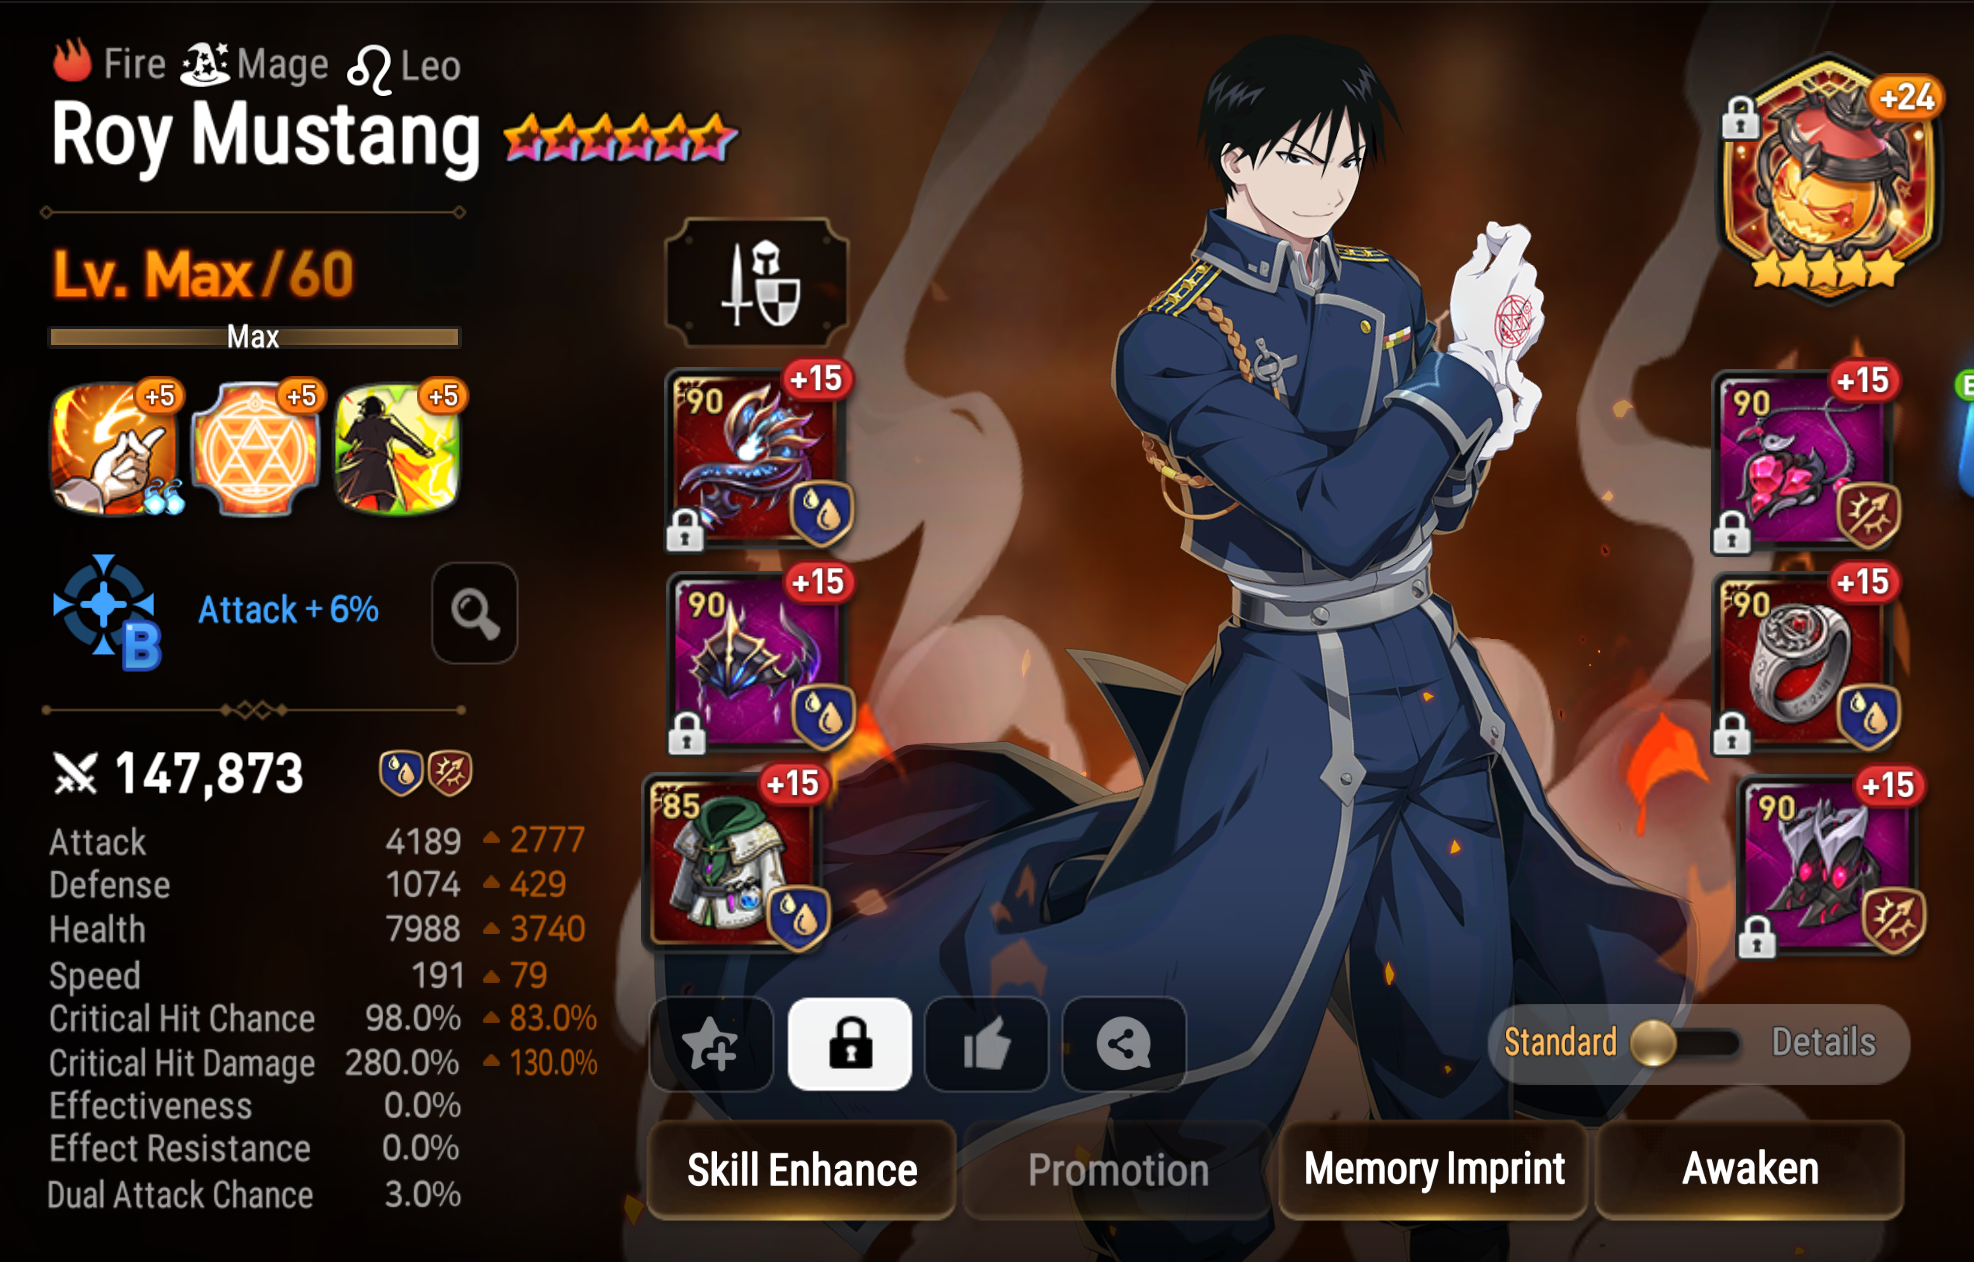 Fire Mage Leo
Roy Mustang
Lv. Max/60
Max
+5 +5 +5
Attack + 6%
B
147,873
Attack 4189 2777
Defense 1074 429
Health 7988 3740
Speed 191 79
Critical Hit Chance 98.0% 83.0%
Critical Hit Damage 280.0% 130.0%
Effectiveness 0.0%
Effect Resistance 0.0%
Dual Attack Chance 3.0%
90 +15
90 +15
85 +15
+24
90 +15
90 +15
90 +15
Standard Details
Skill Enhance
Promotion
Memory Imprint
Awaken